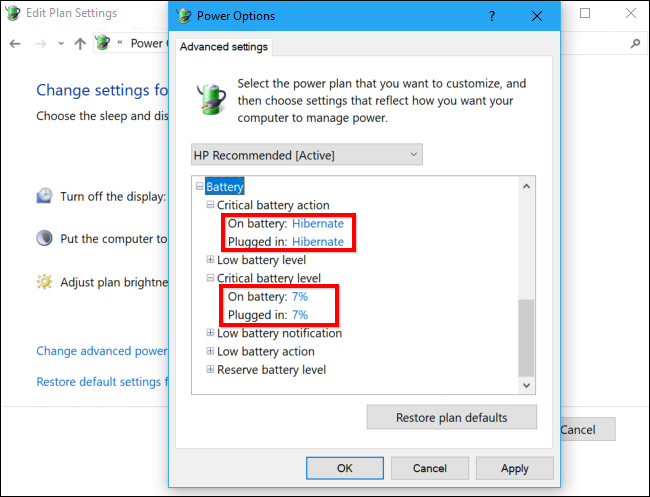 Edit Plan Settings
« Power O
Change settings fo
Choose the sleep and dis
Turn off the display:
Put the computer to
Adjust plan brightne
Change advanced power
Restore default settings f
Cancel
Power Options
Advanced settings
Select the power plan that you want to customize, and
then choose settings that reflect how you want your
computer to manage power.
HP Recommended [Active]
Battery
Critical battery action
On battery: Hibernate
Plugged in: Hibernate
Low battery level
Critical battery level
On battery: 7%
Plugged in: 7%
Low battery notification
Low battery action
Reserve battery level
Restore plan defaults
OK Cancel Apply